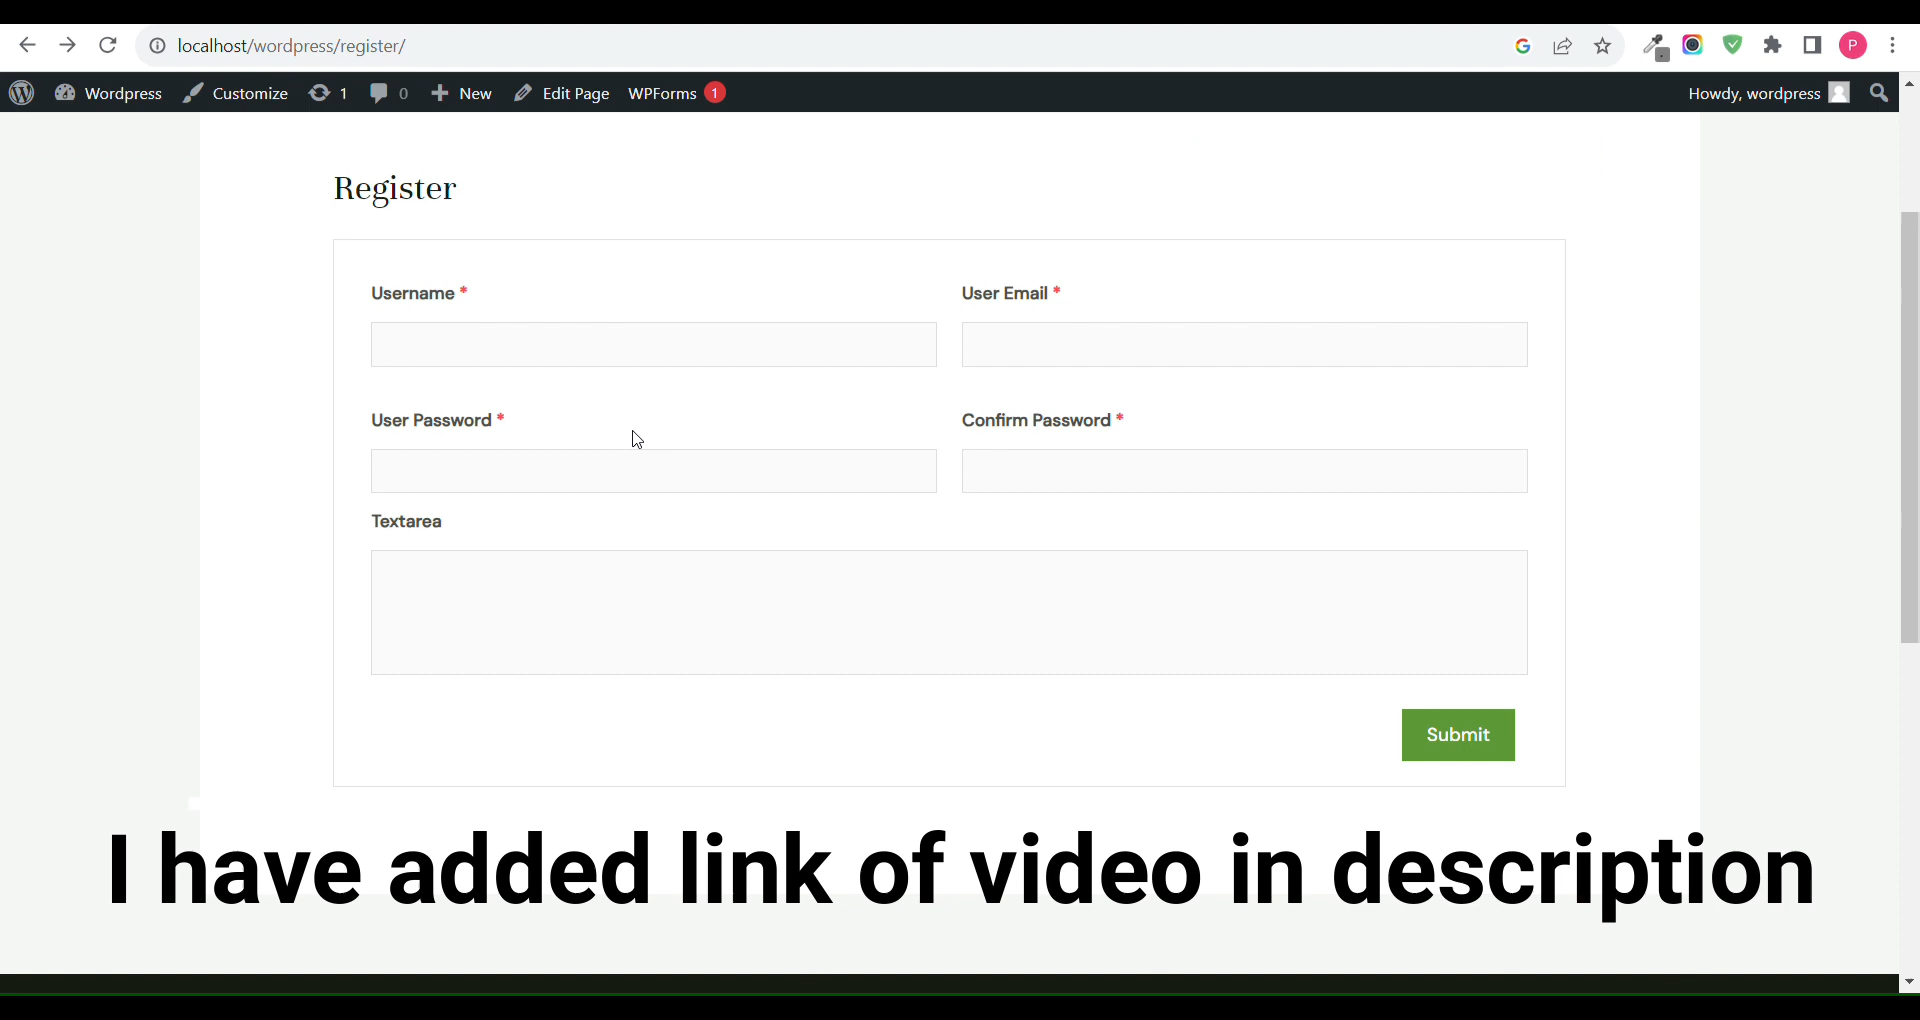 localhost/wordpress/register/
P
Wordpress Customize 1 0 New Edit Page WPForms 1 Howdy, wordpress
Register
Username * User Email *
User Password * Confirm Password *
Textarea
Submit
I have added link of video in description